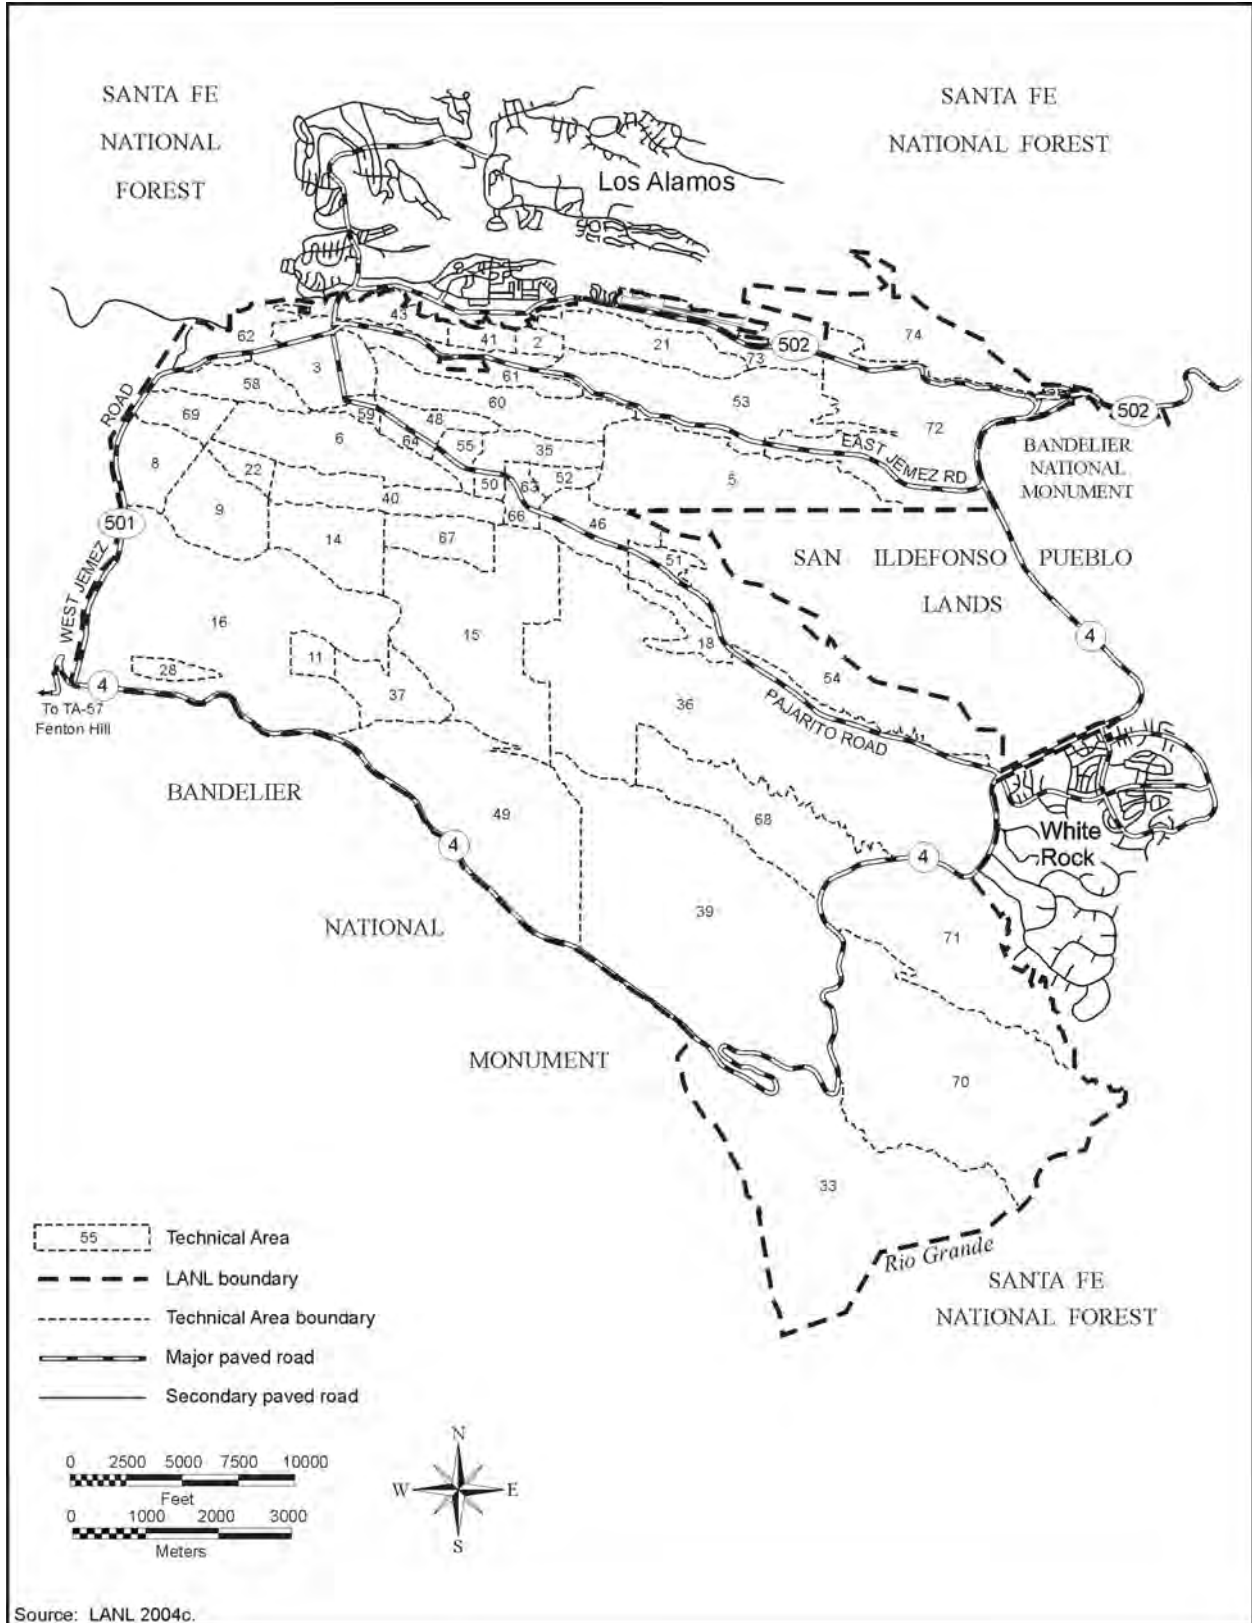 SANTA FE
NATIONAL
FOREST
SANTA FE
NATIONAL FOREST
Los Alamos
43
62
41
2
21
502
74
73
3
61
58
53
60
502
ROAD
69
59
48
72
6
64
55
35
EAST JEMEZ RD
BANDELIER
NATIONAL
MONUMENT
8
22
50
63
52
5
40
501
9
66
46
14
67
51
SAN ILDEFONSO PUEBLO
LANDS
WEST JEMEZ
16
15
18
4
11
28
54
4
37
36
To TA-57
Fenton Hill
PAJARITO ROAD
BANDELIER
49
68
White
Rock
4
4
39
NATIONAL
71
MONUMENT
70
33
Rio Grande
SANTA FE
NATIONAL FOREST
55 Technical Area
LANL boundary
Technical Area boundary
Major paved road
Secondary paved road
0 2500 5000 7500 10000
Feet
0 1000 2000 3000
Meters
N
W E
S
Source: LANL 2004c.